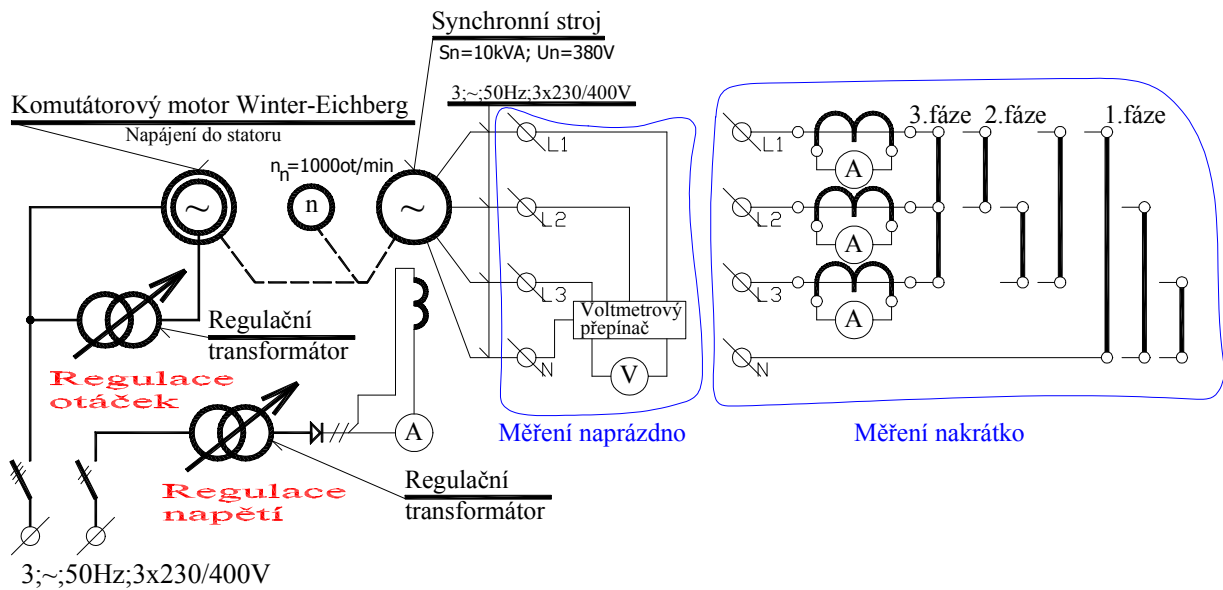 Synchronní stroj
Sn=10kVA; Un=380V
Komutátorový motor Winter-Eichberg
Napájení do statoru
3;~;50Hz;3x230/400V
n_n=1000ot/min
~
n
~
L1
L2
L3
N
Voltmetrový
přepínač
V
Regulační
transformátor
Regulace
otáček
A
Regulace
napětí
Regulační
transformátor
3;~;50Hz;3x230/400V
Měření naprázdno
3.fáze
2.fáze
1.fáze
L1
A
L2
A
L3
A
N
Měření nakrátko